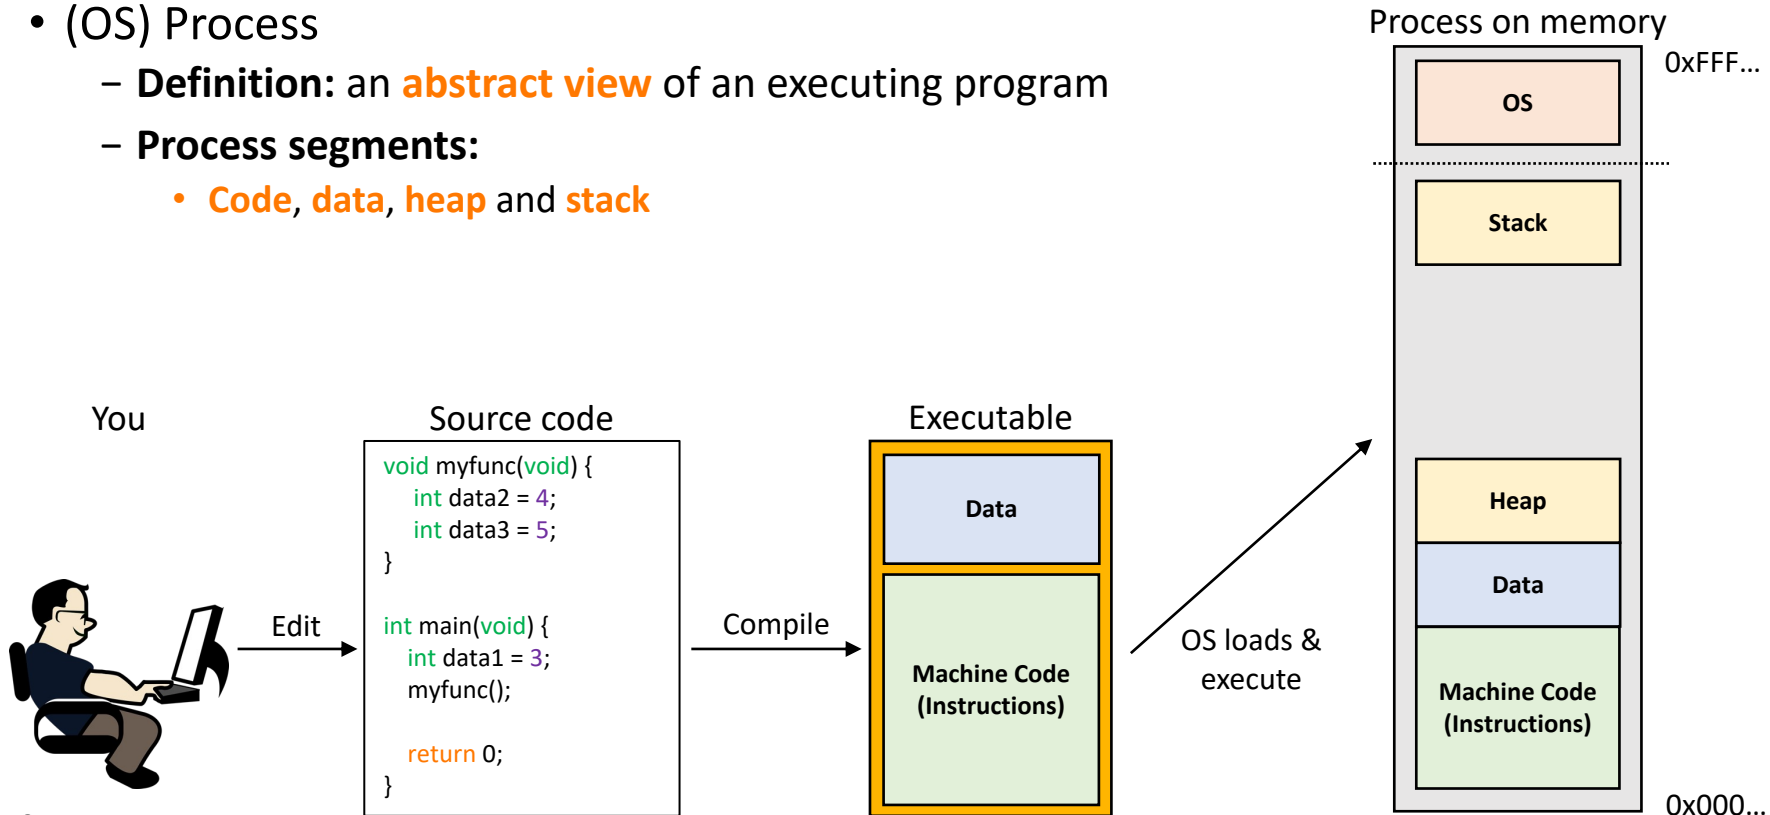 • (OS) Process
– Definition: an abstract view of an executing program
– Process segments:
• Code, data, heap and stack
Process on memory
0xFFF...
OS
Stack
Heap
Data
Machine Code
(Instructions)
0x000...
You
Edit
Source code
void myfunc(void) {
int data2 = 4;
int data3 = 5;
}
int main(void) {
int data1 = 3;
myfunc();
return 0;
}
Compile
Executable
Data
Machine Code
(Instructions)
OS loads &
execute